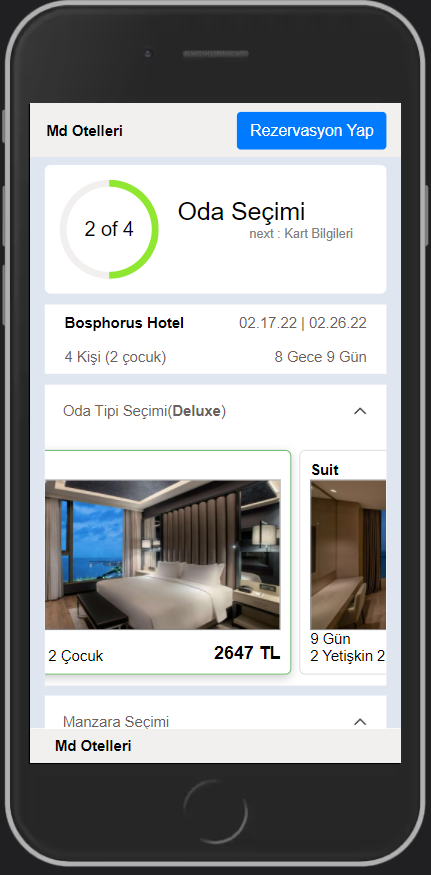 Md Otelleri
Rezervasyon Yap
2 of 4
Oda Seçimi
next : Kart Bilgileri
Bosphorus Hotel
02.17.22 | 02.26.22
4 Kişi (2 çocuk)
8 Gece 9 Gün
Oda Tipi Seçimi(Deluxe)
2 Çocuk
2647 TL
Suit
9 Gün
2 Yetişkin 2
Manzara Seçimi
Md Otelleri